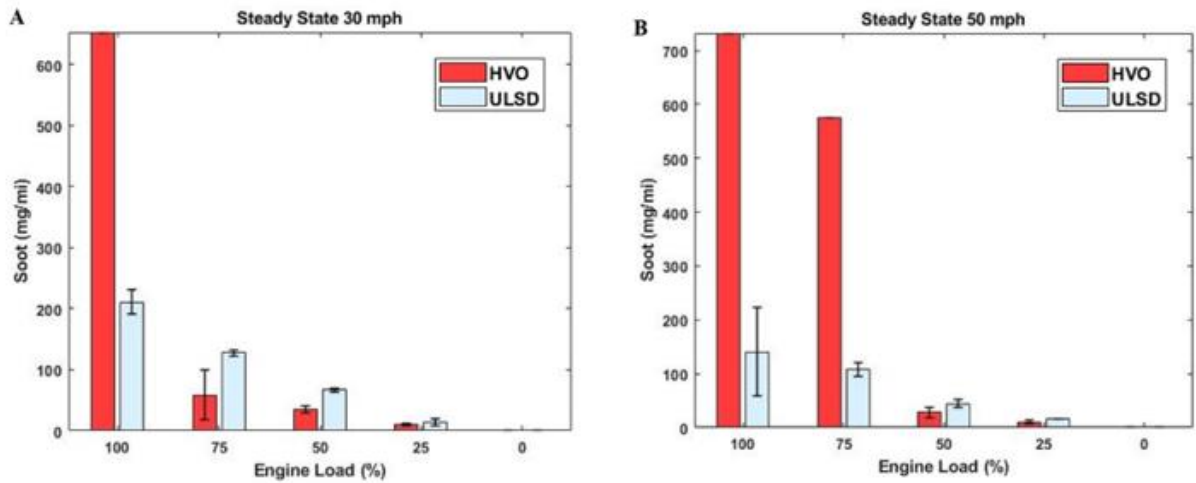 A
Steady State 30 mph
HVO
ULSD
Soot (mg/mi)
600
500
400
300
200
100
0
100 75 50 25 0
Engine Load (%)
B
Steady State 50 mph
HVO
ULSD
Soot (mg/mi)
700
600
500
400
300
200
100
0
100 75 50 25 0
Engine Load (%)